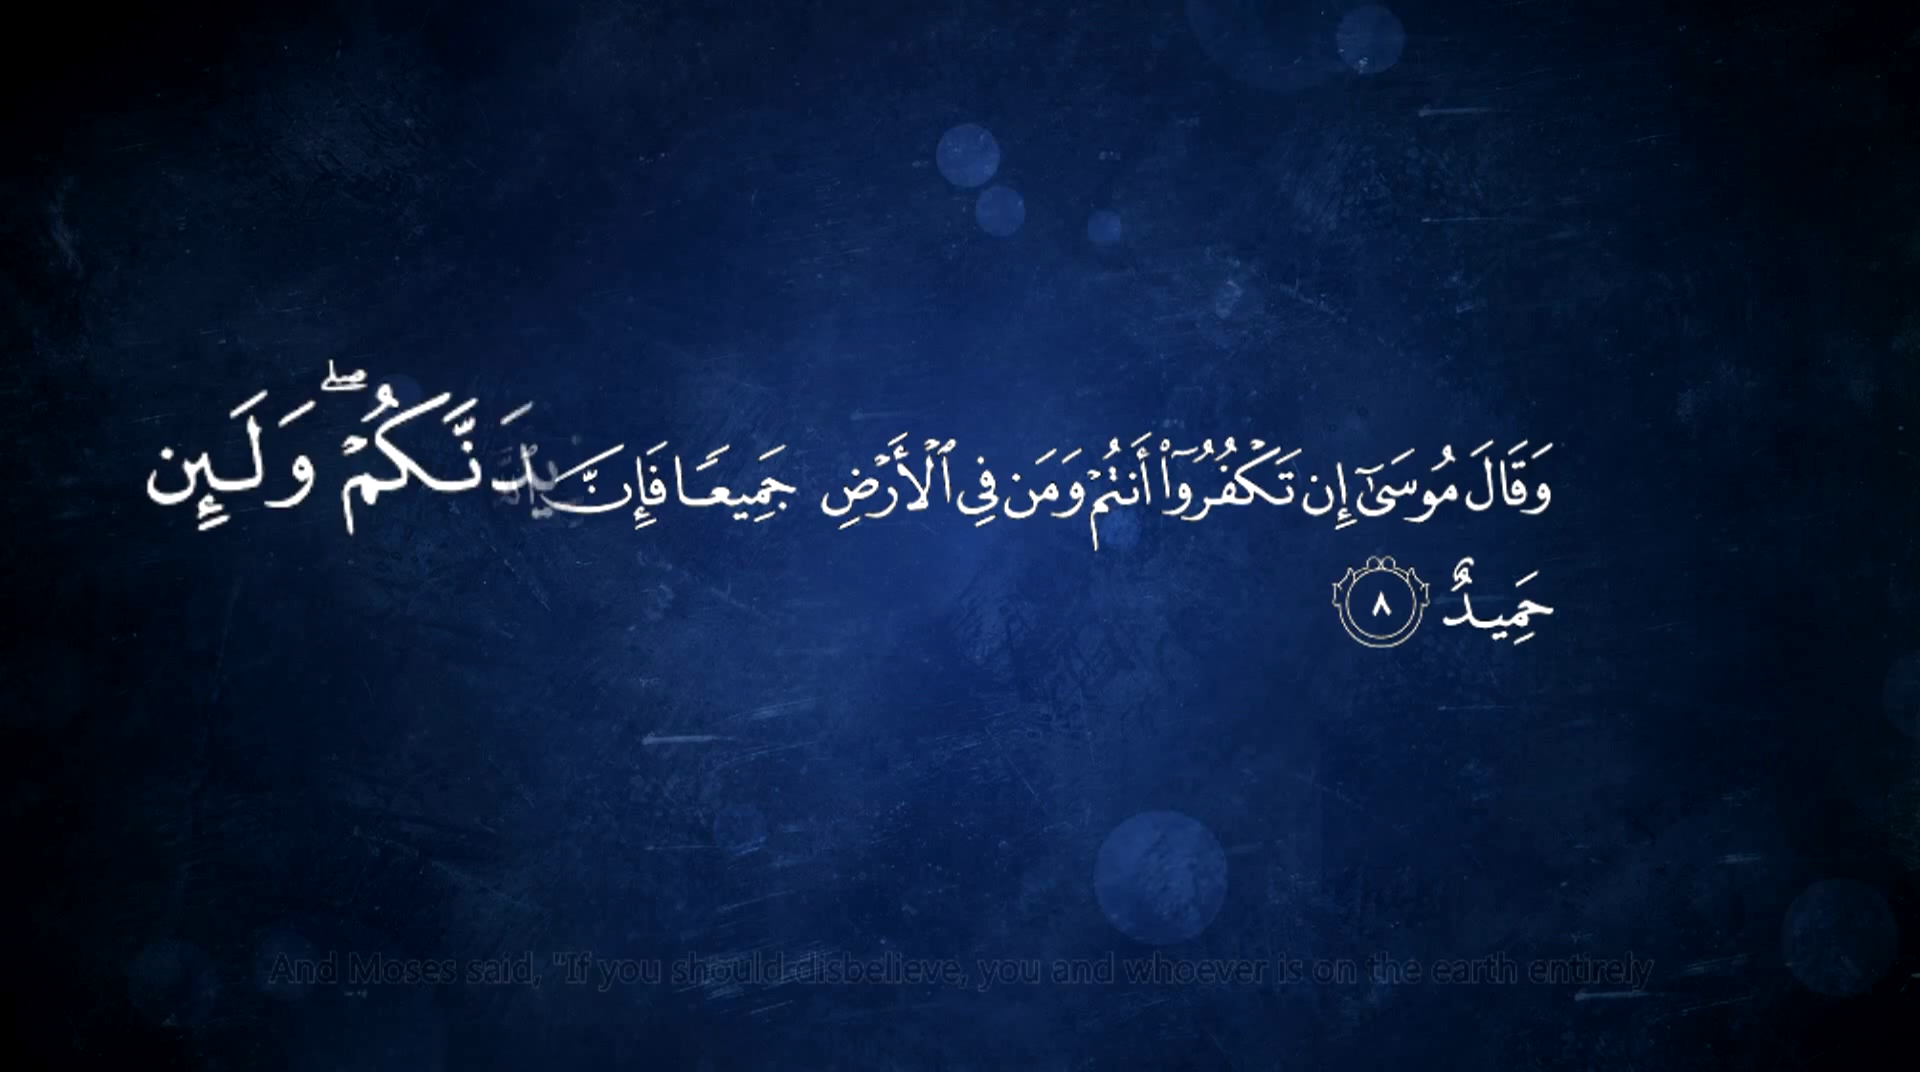 وَقَالَ مُوسَىٰٓ إِن تَكْفُرُوٓا۟ أَنتُمْ وَمَن فِى ٱلْأَرْضِ جَمِيعًا فَإِنَّ
نَّكُمْ ۖ وَلَئِن
حَمِيدٌ ٨
And Moses said, "If you should disbelieve, you and whoever is on the earth entirely